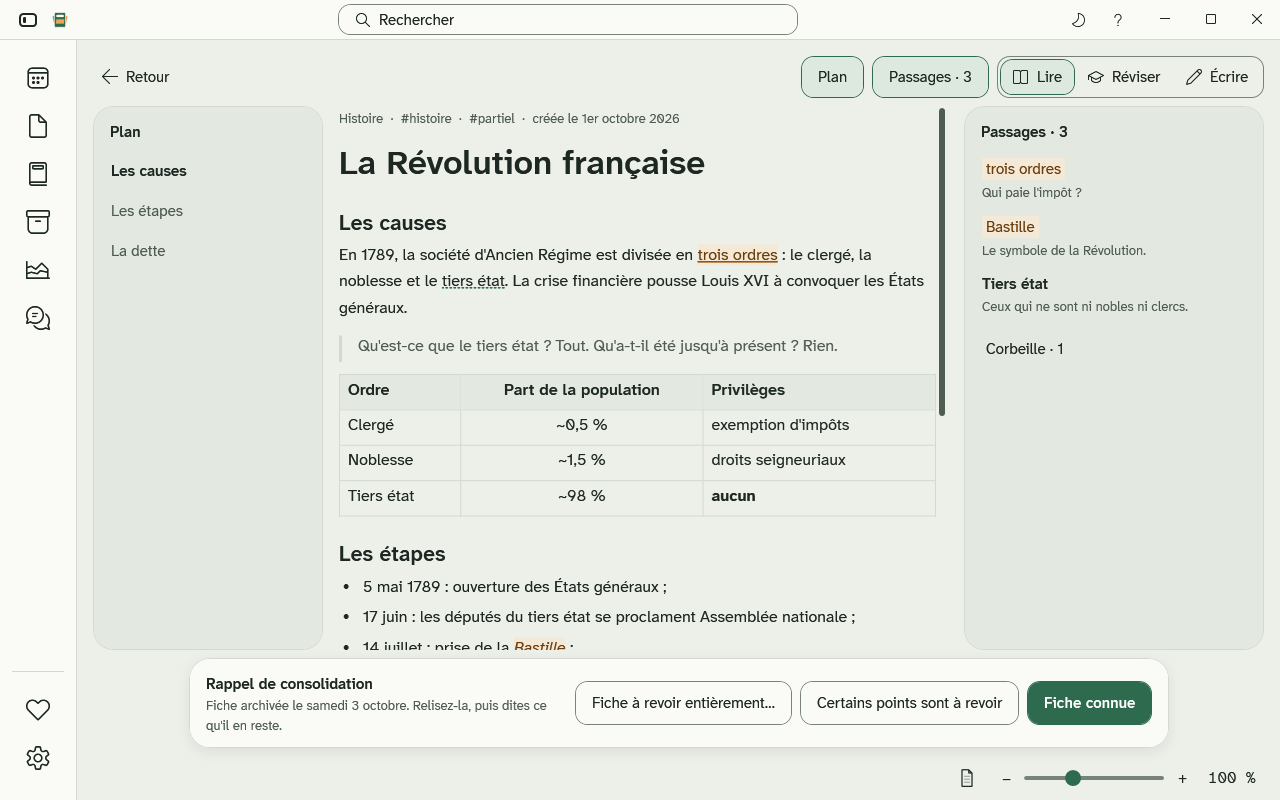 Rechercher
?
Retour
Plan
Passages · 3
Lire
Réviser
Écrire
Plan
Les causes
Les étapes
La dette
Histoire · #histoire · #partiel · créée le 1er octobre 2026
La Révolution française
Les causes
En 1789, la société d'Ancien Régime est divisée en trois ordres : le clergé, la
noblesse et le tiers état. La crise financière pousse Louis XVI à convoquer les États
généraux.
Qu'est-ce que le tiers état ? Tout. Qu'a-t-il été jusqu'à présent ? Rien.
Ordre Part de la population Privilèges
Clergé ~0,5 % exemption d'impôts
Noblesse ~1,5 % droits seigneuriaux
Tiers état ~98 % aucun
Les étapes
• 5 mai 1789 : ouverture des États généraux ;
• 17 juin : les députés du tiers état se proclament Assemblée nationale ;
• 14 juillet : prise de la Bastille ;
Passages · 3
trois ordres
Qui paie l'impôt ?
Bastille
Le symbole de la Révolution.
Tiers état
Ceux qui ne sont ni nobles ni clercs.
Corbeille · 1
Rappel de consolidation
Fiche archivée le samedi 3 octobre. Relisez-la, puis dites ce
qu'il en reste.
Fiche à revoir entièrement…
Certains points sont à revoir
Fiche connue
− + 100 %